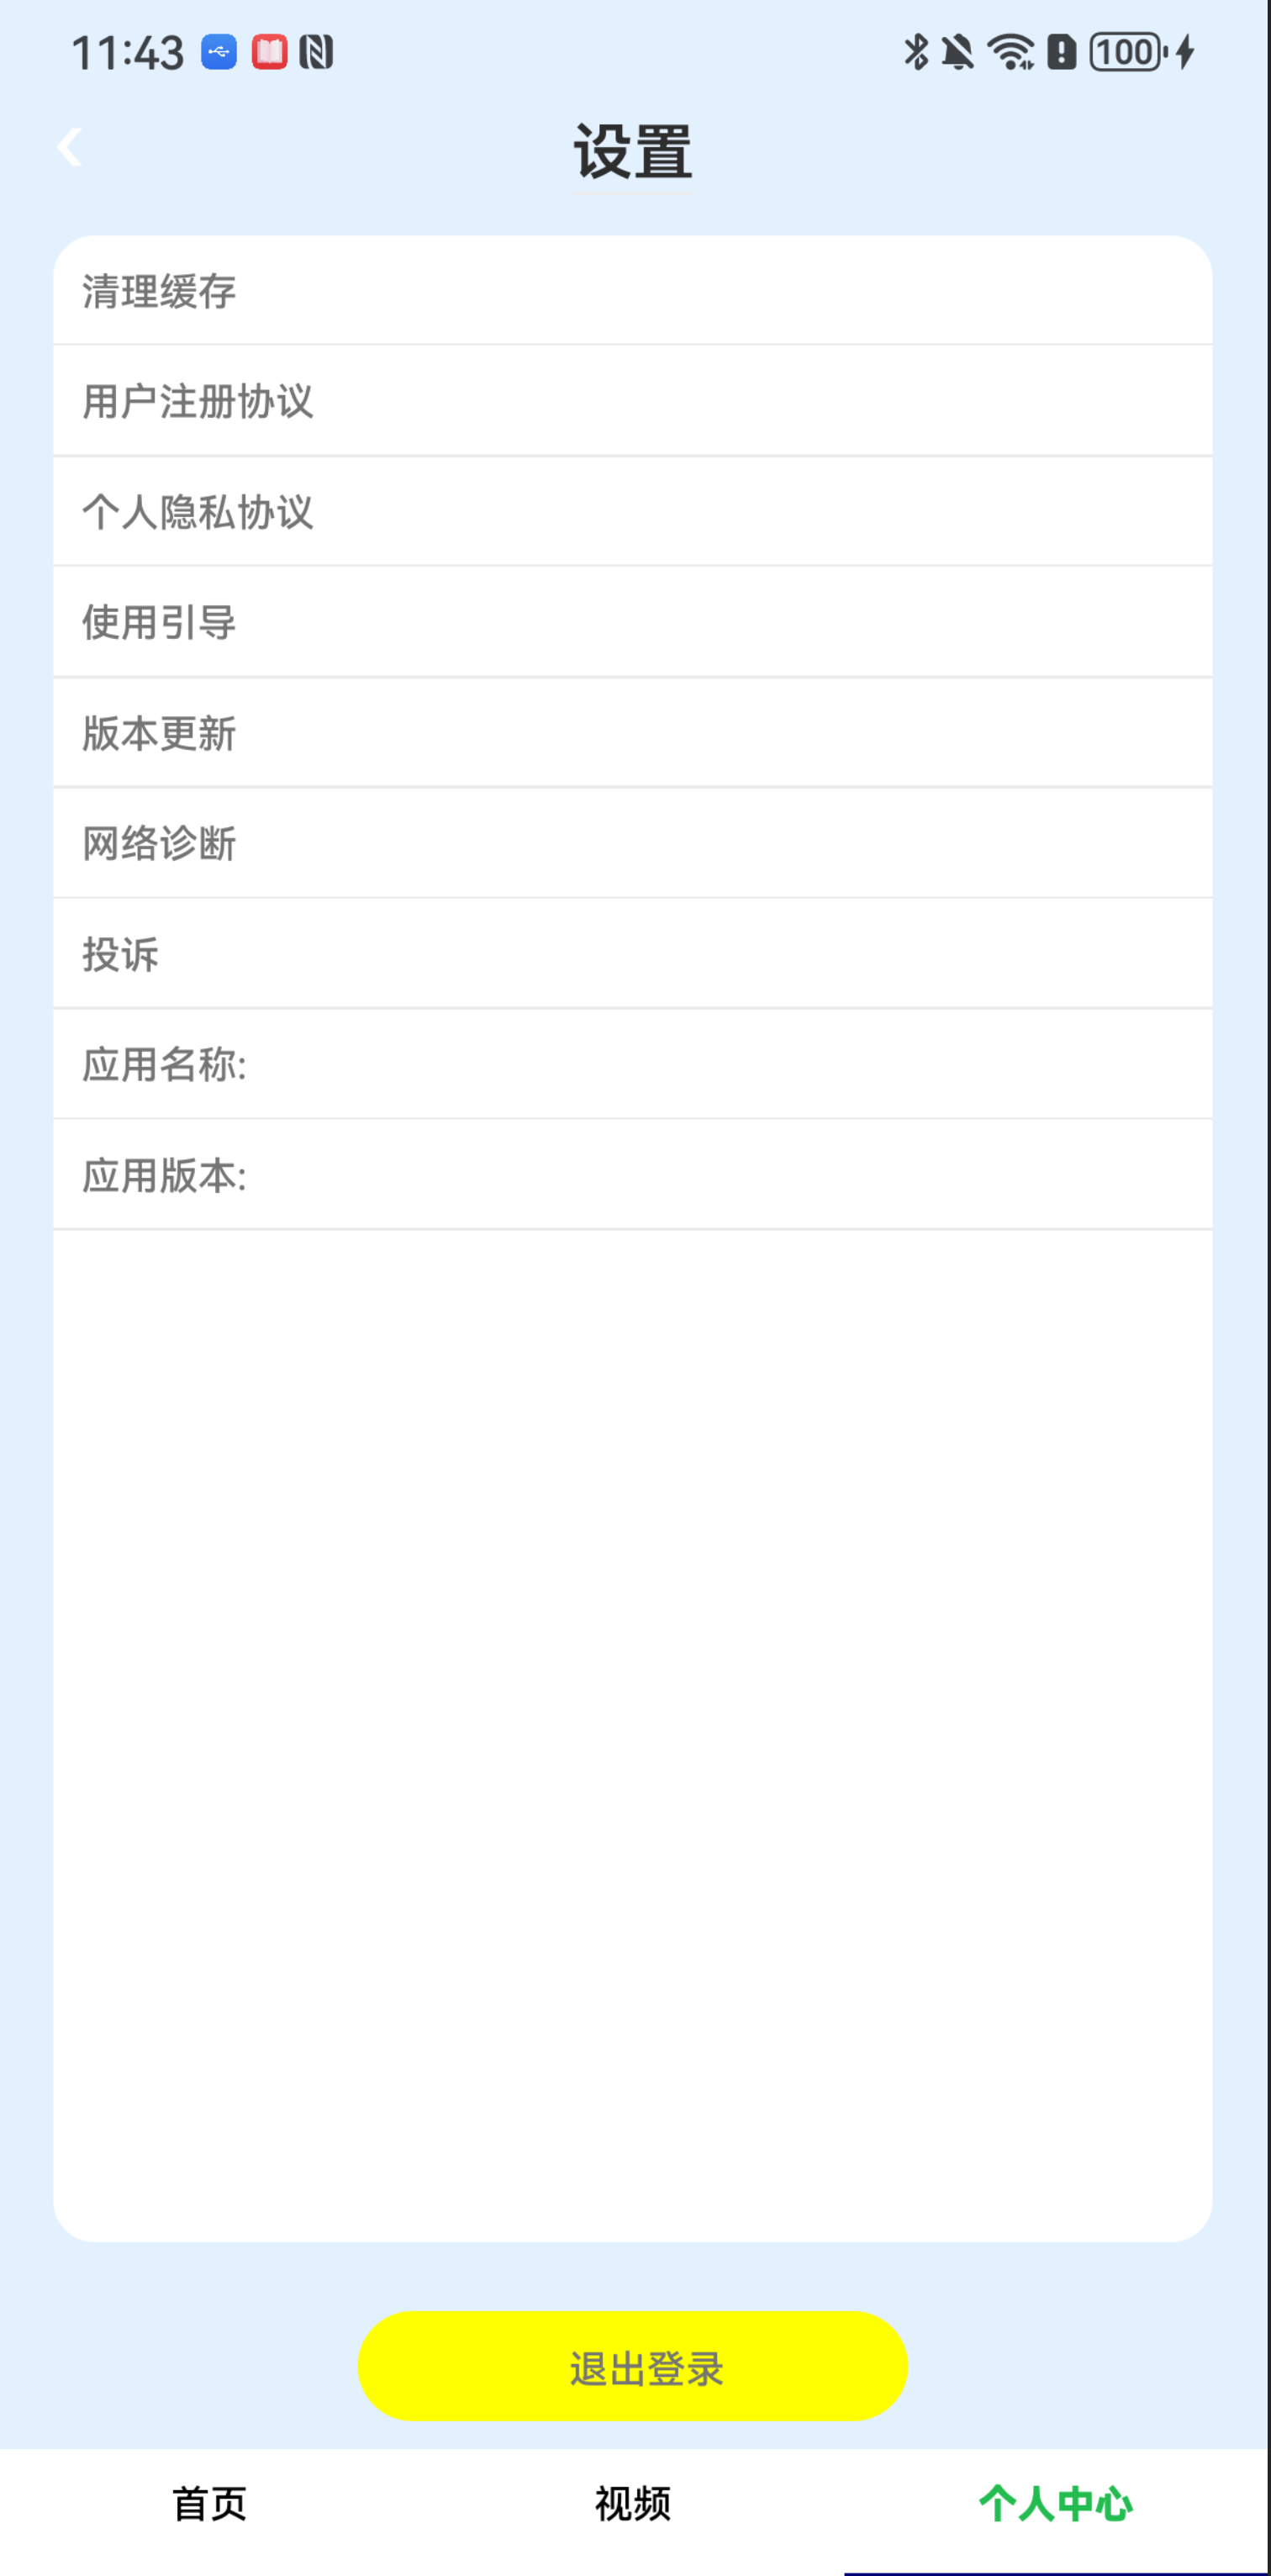 11:43 100
设置
清理缓存
用户注册协议
个人隐私协议
使用引导
版本更新
网络诊断
投诉
应用名称:
应用版本:
退出登录
首页 视频 个人中心